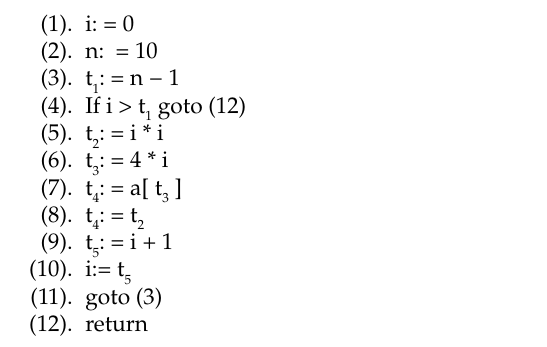 (1). i: = 0
(2). n: = 10
(3). t₁: = n – 1
(4). If i > t₁ goto (12)
(5). t₂: = i * i
(6). t₃: = 4 * i
(7). t₄: = a[ t₃ ]
(8). t₄: = t₂
(9). t₅: = i + 1
(10). i:= t₅
(11). goto (3)
(12). return